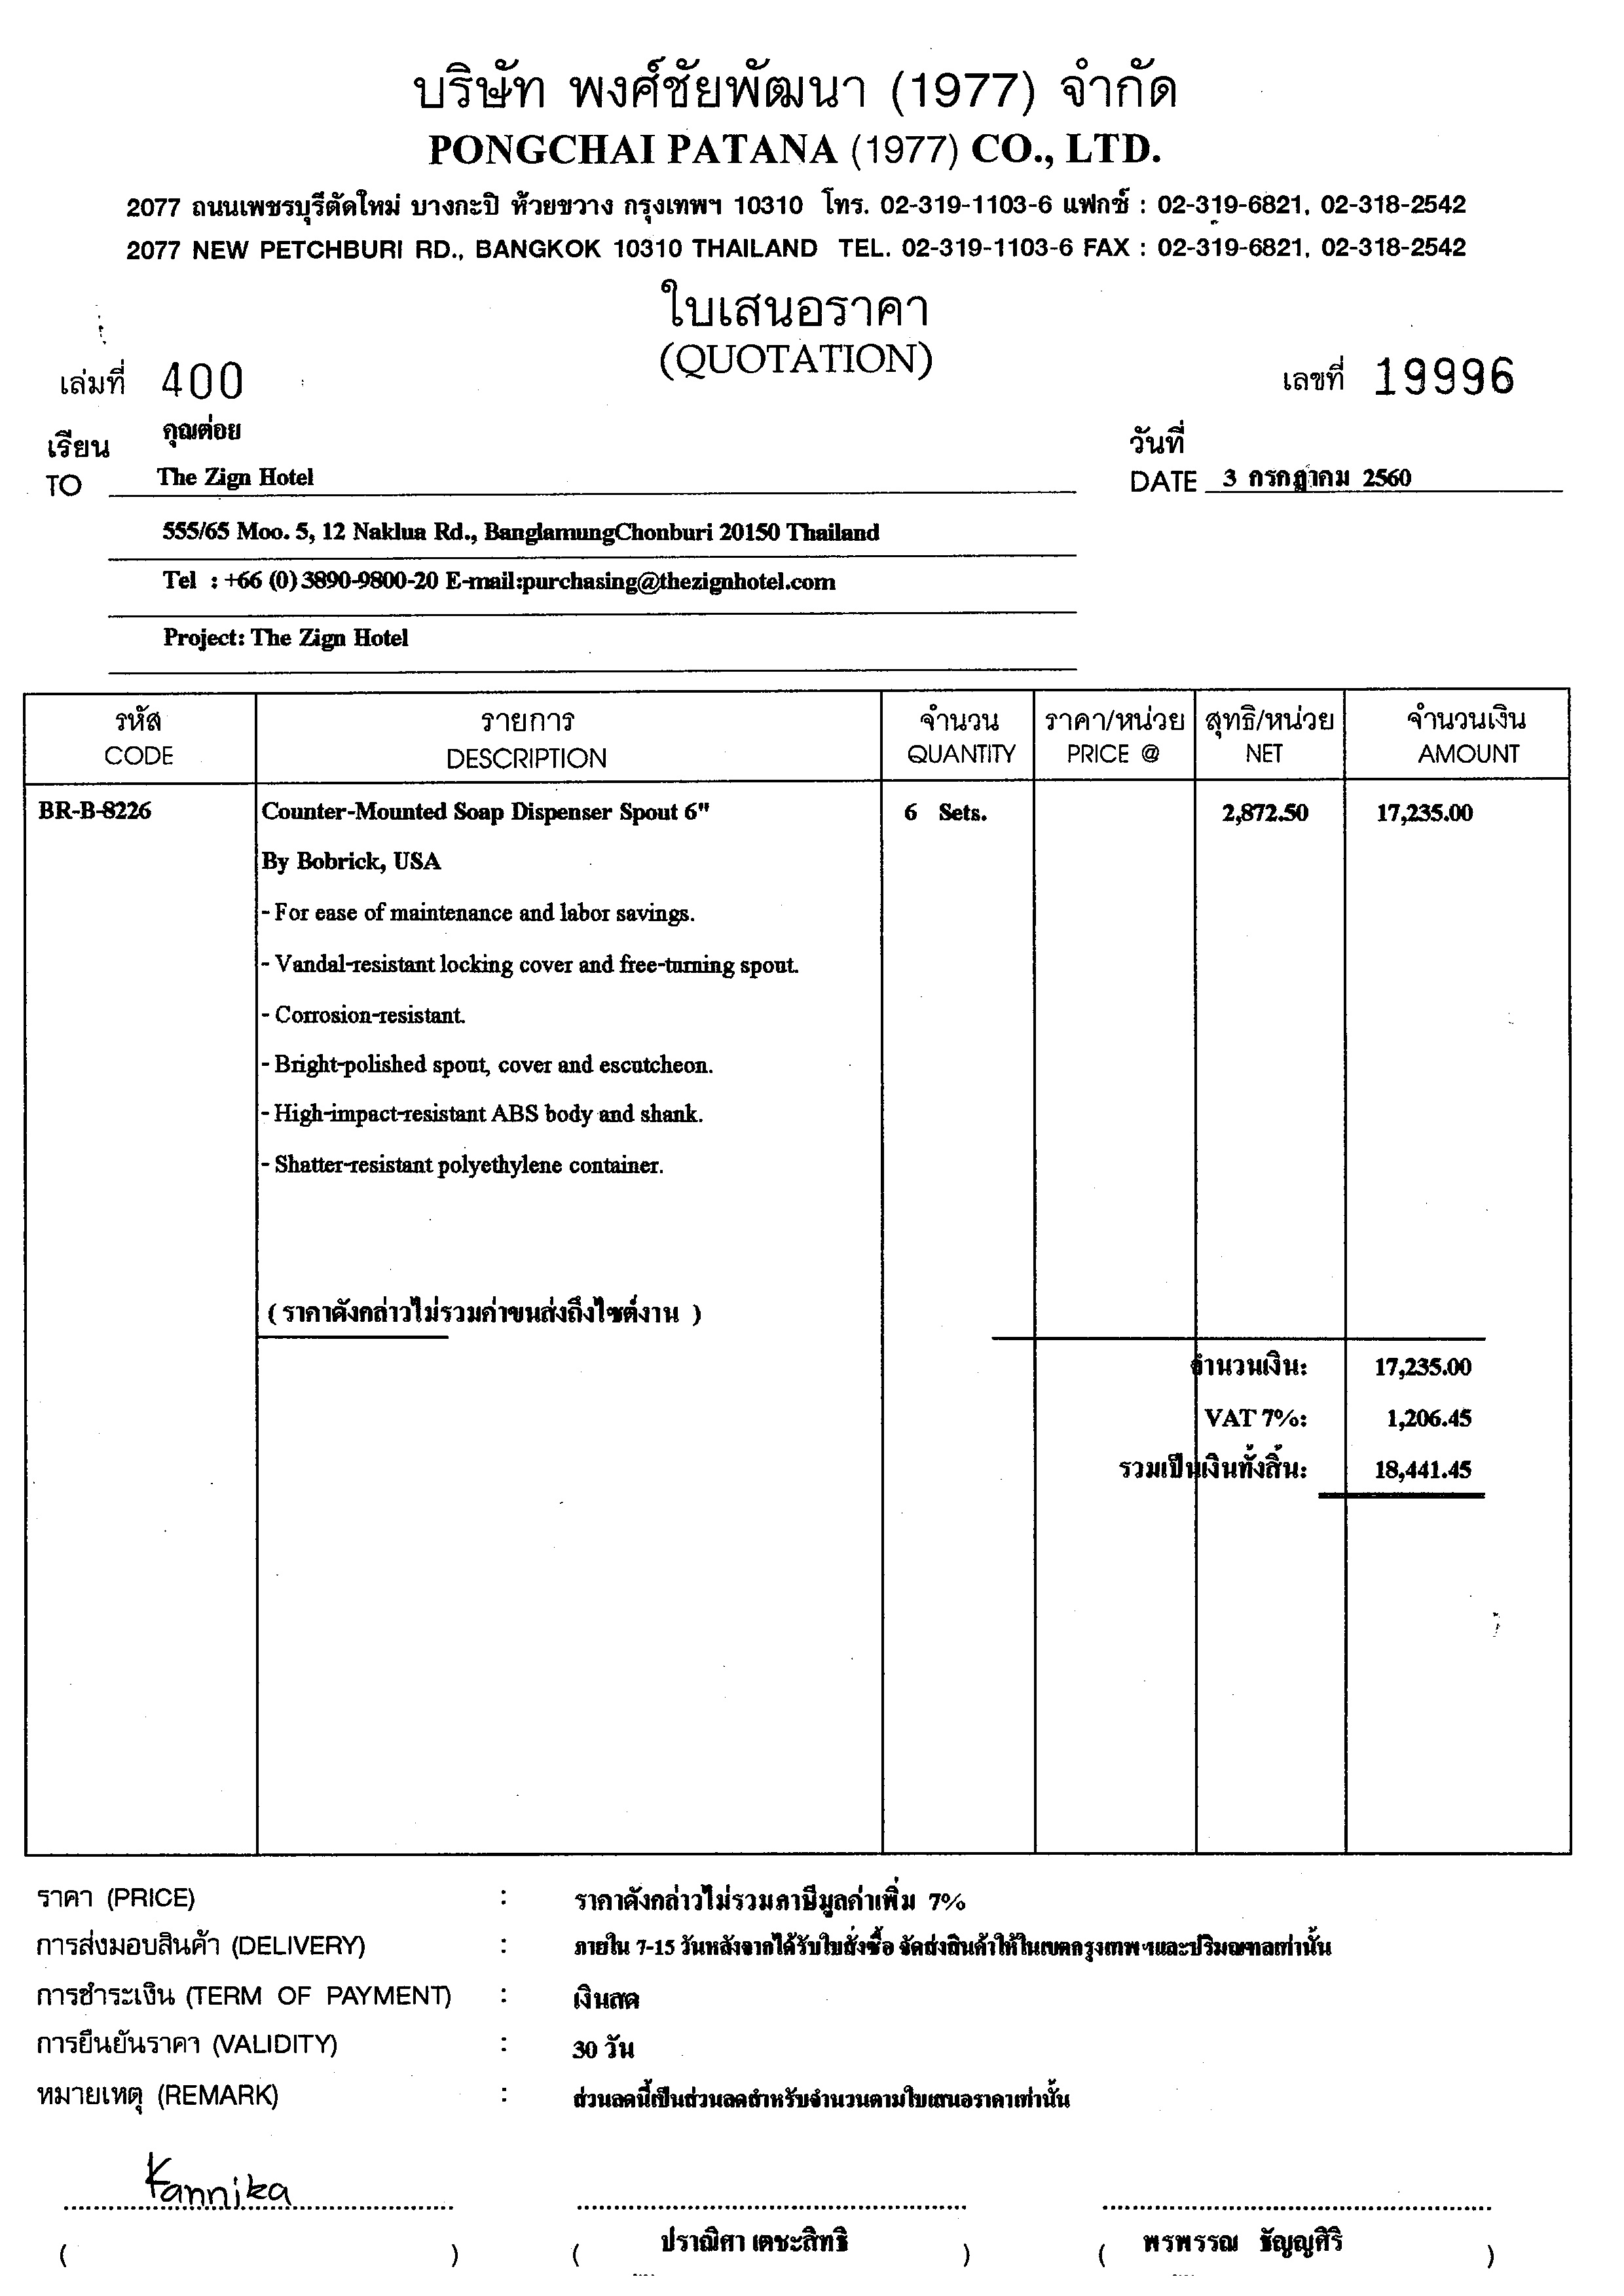 บริษัท พงศ์ชัยพัฒนา (1977) จำกัด
PONGCHAI PATANA (1977) CO., LTD.
2077 ถนนเพชรบุรีตัดใหม่ บางกะปิ ห้วยขวาง กรุงเทพฯ 10310 โทร. 02-319-1103-6 แฟกซ์ : 02-319-6821, 02-318-2542
2077 NEW PETCHBURI RD., BANGKOK 10310 THAILAND TEL. 02-319-1103-6 FAX : 02-319-6821, 02-318-2542
ใบเสนอราคา
(QUOTATION)
เล่มที่ 400 เลขที่ 19996
เรียน คุณต่อย วันที่
TO The Zign Hotel DATE 3 กรกฎาคม 2560
555/65 Moo. 5, 12 Naklua Rd., BanglamungChonburi 20150 Thailand
Tel : +66 (0) 3890-9800-20 E-mail:purchasing@thezignhotel.com
Project: The Zign Hotel
รหัส รายการ จำนวน ราคา/หน่วย สุทธิ/หน่วย จำนวนเงิน
CODE DESCRIPTION QUANTITY PRICE @ NET AMOUNT
BR-B-8226 Counter-Mounted Soap Dispenser Spout 6" 6 Sets. 2,872.50 17,235.00
By Bobrick, USA
- For ease of maintenance and labor savings.
- Vandal-resistant locking cover and free-turning spout.
- Corrosion-resistant.
- Bright-polished spout, cover and escutcheon.
- High-impact-resistant ABS body and shank.
- Shatter-resistant polyethylene container.
( ราคาดังกล่าวไม่รวมค่าขนส่งถึงไซต์งาน )
จำนวนเงิน: 17,235.00
VAT 7%: 1,206.45
รวมเป็นเงินทั้งสิ้น: 18,441.45
ราคา (PRICE) : ราคาดังกล่าวไม่รวมภาษีมูลค่าเพิ่ม 7%
การส่งมอบสินค้า (DELIVERY) : ภายใน 7-15 วันหลังจากได้รับใบสั่งซื้อ จัดส่งสินค้าให้ในเขตกรุงเทพฯและปริมณฑลเท่านั้น
การชำระเงิน (TERM OF PAYMENT) : เงินสด
การยืนยันราคา (VALIDITY) : 30 วัน
หมายเหตุ (REMARK) : ส่วนลดนี้เป็นส่วนลดสำหรับจำนวนตามใบเสนอราคาเท่านั้น
Kannika
( ) ( ปราณิศา เตชะสิทธิ ) ( พรพรรณ ธัญญศิริ )